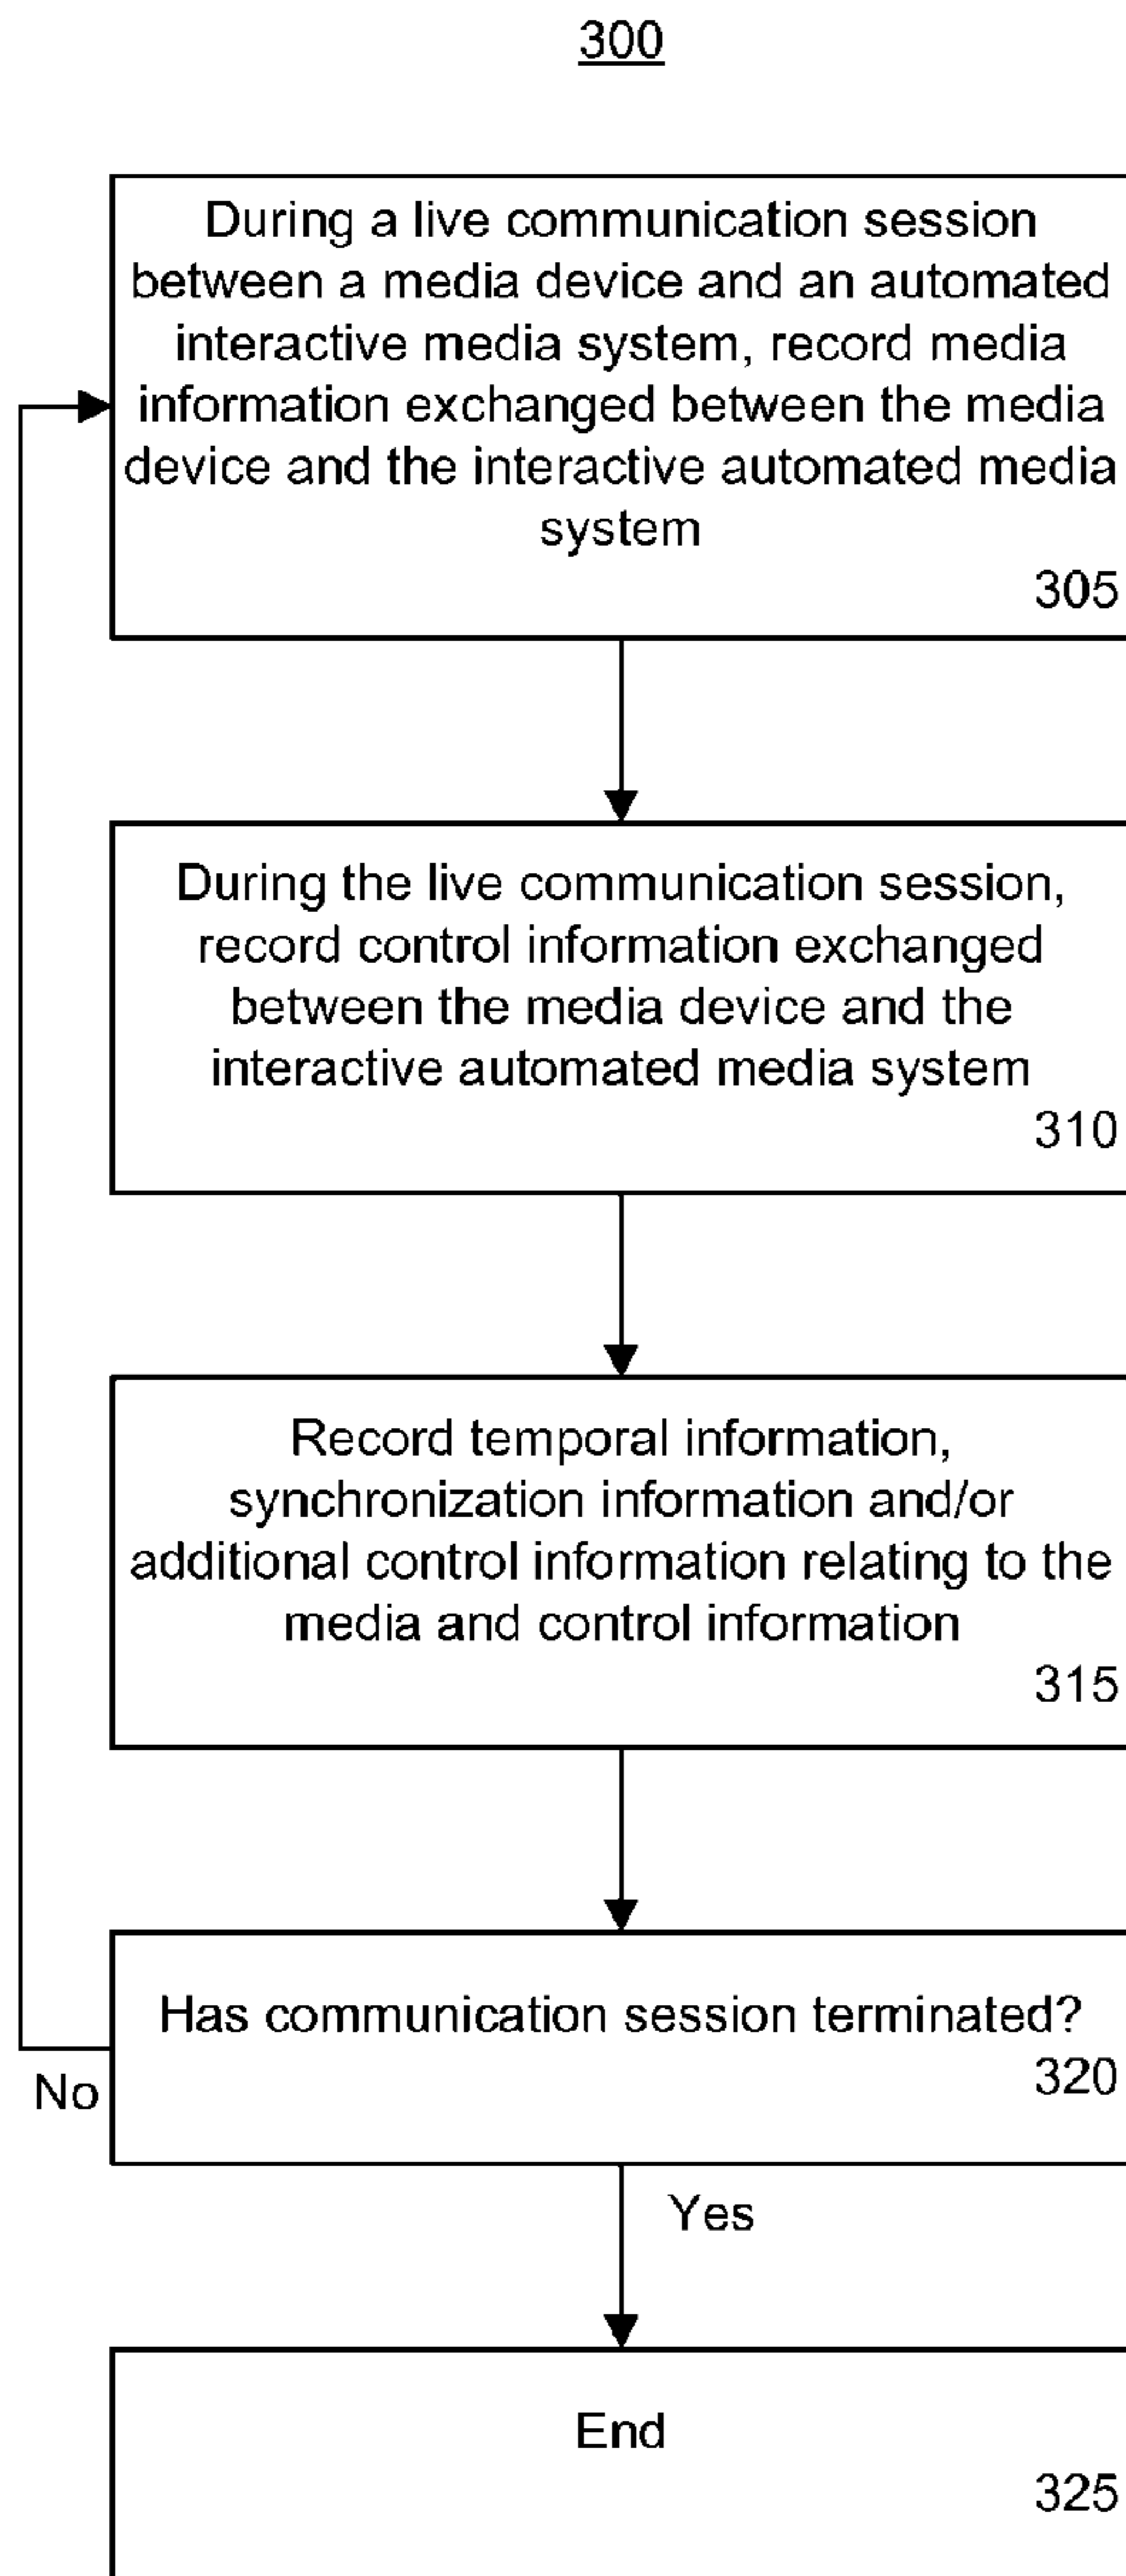 300
During a live communication session
between a media device and an automated
interactive media system, record media
information exchanged between the media
device and the interactive automated media
system
305
During the live communication session,
record control information exchanged
between the media device and the
interactive automated media system
310
Record temporal information,
synchronization information and/or
additional control information relating to the
media and control information
315
Has communication session terminated?
320
No
Yes
End
325